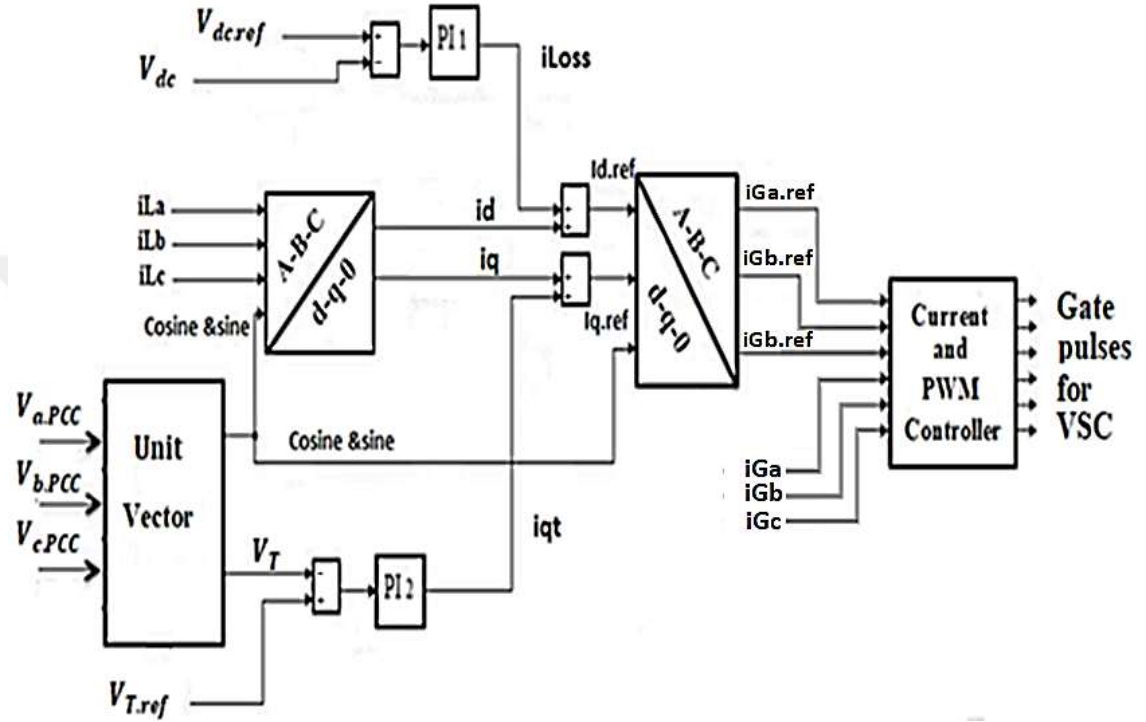 Vdc.ref
+
-
PI 1
Vdc
iLoss
Id.ref
iLa
iLb
iLc
A-B-C
d-q-0
id
iq
+
+
+
+
Iq.ref
A-B-C
d-q-0
iGa.ref
iGb.ref
iGb.ref
Cosine &sine
Current
and
PWM
Controller
Gate
pulses
for
VSC
Va.PCC
Vb.PCC
Vc.PCC
Unit
Vector
Cosine &sine
iGa
iGb
iGc
iqt
VT
-
+
PI 2
VT.ref